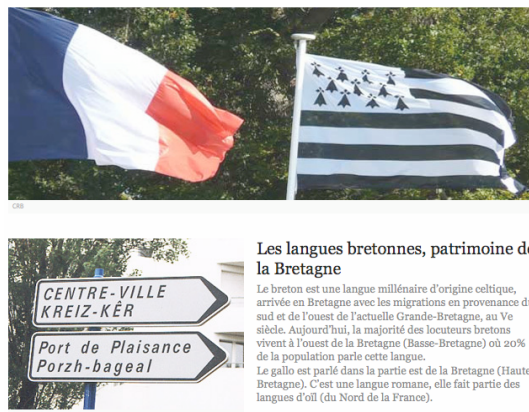 CRB
CENTRE-VILLE
KREIZ-KÊR
Port de Plaisance
Porzh-bageal
Les langues bretonnes, patrimoine de
la Bretagne
Le breton est une langue millénaire d'origine celtique,
arrivée en Bretagne avec les migrations en provenance du
sud et de l'ouest de l'actuelle Grande-Bretagne, au Ve
siècle. Aujourd'hui, la majorité des locuteurs bretons
vivent à l'ouest de la Bretagne (Basse-Bretagne) où 20%
de la population parle cette langue.
Le gallo est parlé dans la partie est de la Bretagne (Haute
Bretagne). C'est une langue romane, elle fait partie des
langues d'oïl (du Nord de la France).